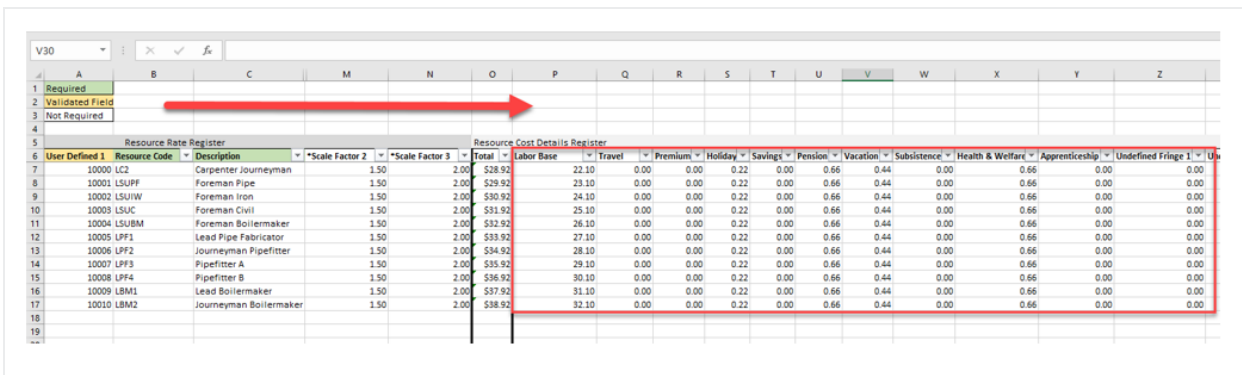 V30 fx
A B C M N O P Q R S T U V W X Y Z
1 Required
2 Validated Field
3 Not Required
4
5 Resource Rate Register Resource Cost Details Register
6 User Defined 1 Resource Code Description *Scale Factor 2 *Scale Factor 3 Total Labor Base Travel Premium Holiday Savings Pension Vacation Subsistence Health & Welfare Apprenticeship Undefined Fringe 1
7 10000 LC2 Carpenter Journeyman 1.50 2.00 $28.92 22.10 0.00 0.00 0.22 0.00 0.66 0.44 0.00 0.66 0.00 0.00
8 10001 LSUPF Foreman Pipe 1.50 2.00 $29.92 23.10 0.00 0.00 0.22 0.00 0.66 0.44 0.00 0.66 0.00 0.00
9 10002 LSUIW Foreman Iron 1.50 2.00 $30.92 24.10 0.00 0.00 0.22 0.00 0.66 0.44 0.00 0.66 0.00 0.00
10 10003 LSUC Foreman Civil 1.50 2.00 $31.92 25.10 0.00 0.00 0.22 0.00 0.66 0.44 0.00 0.66 0.00 0.00
11 10004 LSUBM Foreman Boilermaker 1.50 2.00 $32.92 26.10 0.00 0.00 0.22 0.00 0.66 0.44 0.00 0.66 0.00 0.00
12 10005 LPF1 Lead Pipe Fabricator 1.50 2.00 $33.92 27.10 0.00 0.00 0.22 0.00 0.66 0.44 0.00 0.66 0.00 0.00
13 10006 LPF2 Journeyman Pipefitter 1.50 2.00 $34.92 28.10 0.00 0.00 0.22 0.00 0.66 0.44 0.00 0.66 0.00 0.00
14 10007 LPF3 Pipefitter A 1.50 2.00 $35.92 29.10 0.00 0.00 0.22 0.00 0.66 0.44 0.00 0.66 0.00 0.00
15 10008 LPF4 Pipefitter B 1.50 2.00 $36.92 30.10 0.00 0.00 0.22 0.00 0.66 0.44 0.00 0.66 0.00 0.00
16 10009 LBM1 Lead Boilermaker 1.50 2.00 $37.92 31.10 0.00 0.00 0.22 0.00 0.66 0.44 0.00 0.66 0.00 0.00
17 10010 LBM2 Journeyman Boilermaker 1.50 2.00 $38.92 32.10 0.00 0.00 0.22 0.00 0.66 0.44 0.00 0.66 0.00 0.00
18
19